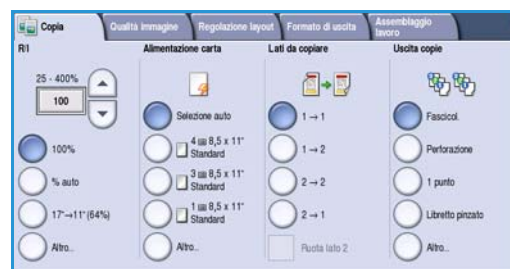 Copia
Qualità immagine
Regolazione layout
Formato di uscita
Assemblaggio
lavoro
R/I
25 - 400%
100
100%
% auto
17"→11" (64%)
Altro...
Alimentazione carta
Selezione auto
4 8,5 x 11"
Standard
3 8,5 x 11"
Standard
1 8,5 x 11"
Standard
Altro...
Lati da copiare
1 → 1
1 → 2
2 → 2
2 → 1
Ruota lato 2
Uscita copie
Fascicol.
Perforazione
1 punto
Libretto pinzato
Altro...